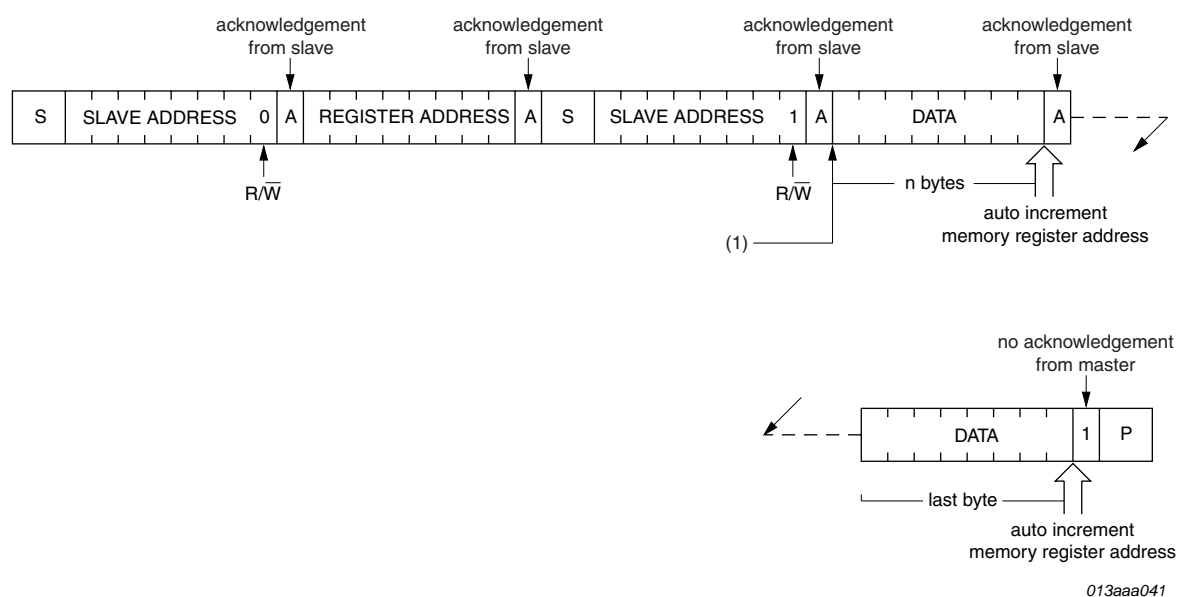 acknowledgement
from slave
acknowledgement
from slave
acknowledgement
from slave
acknowledgement
from slave
S SLAVE ADDRESS 0 A REGISTER ADDRESS A S SLAVE ADDRESS 1 A DATA A
R/W̅
R/W̅
n bytes
auto increment
memory register address
(1)
no acknowledgement
from master
DATA 1 P
last byte
auto increment
memory register address
013aaa041